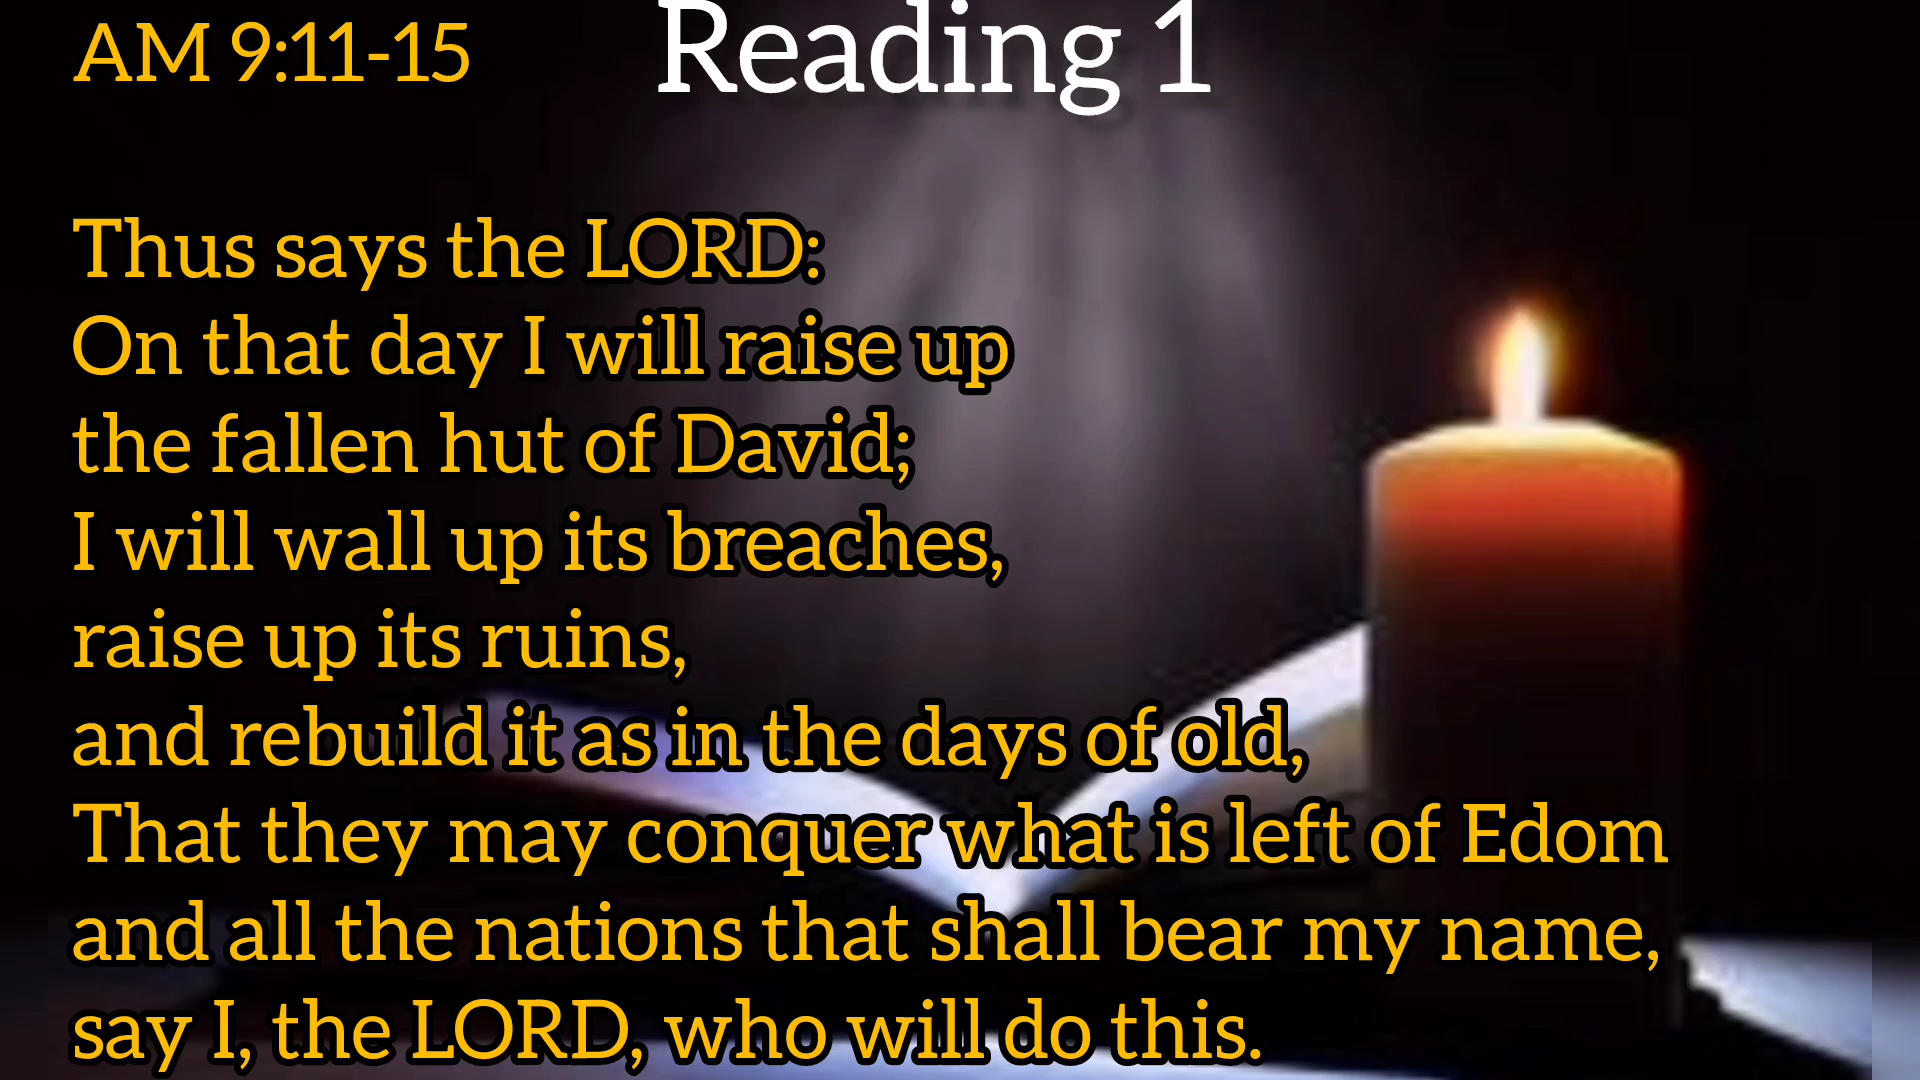 AM 9:11-15
Reading 1
Thus says the LORD:
On that day I will raise up
the fallen hut of David;
I will wall up its breaches,
raise up its ruins,
and rebuild it as in the days of old,
That they may conquer what is left of Edom
and all the nations that shall bear my name,
say I, the LORD, who will do this.